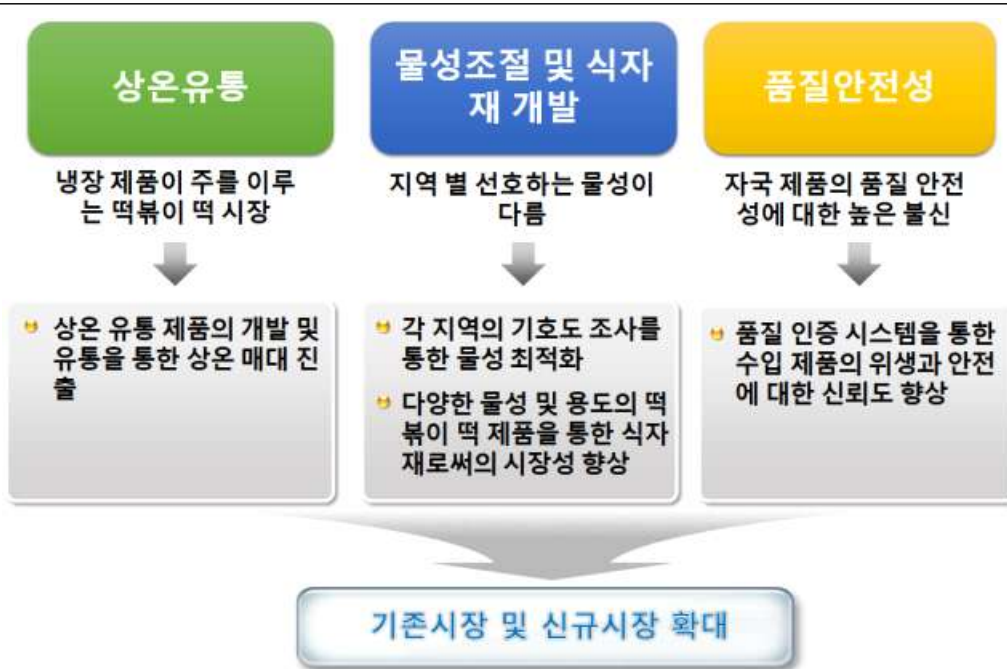 상온유통
냉장 제품이 주를 이루
는 떡볶이 떡 시장
상온 유통 제품의 개발 및
유통을 통한 상온 매대 진
출
물성조절 및 식자
재 개발
지역 별 선호하는 물성이
다름
각 지역의 기호도 조사를
통한 물성 최적화
다양한 물성 및 용도의 떡
볶이 떡 제품을 통한 식자
재로써의 시장성 향상
품질안전성
자국 제품의 품질 안전
성에 대한 높은 불신
품질 인증 시스템을 통한
수입 제품의 위생과 안전
에 대한 신뢰도 향상
기존시장 및 신규시장 확대